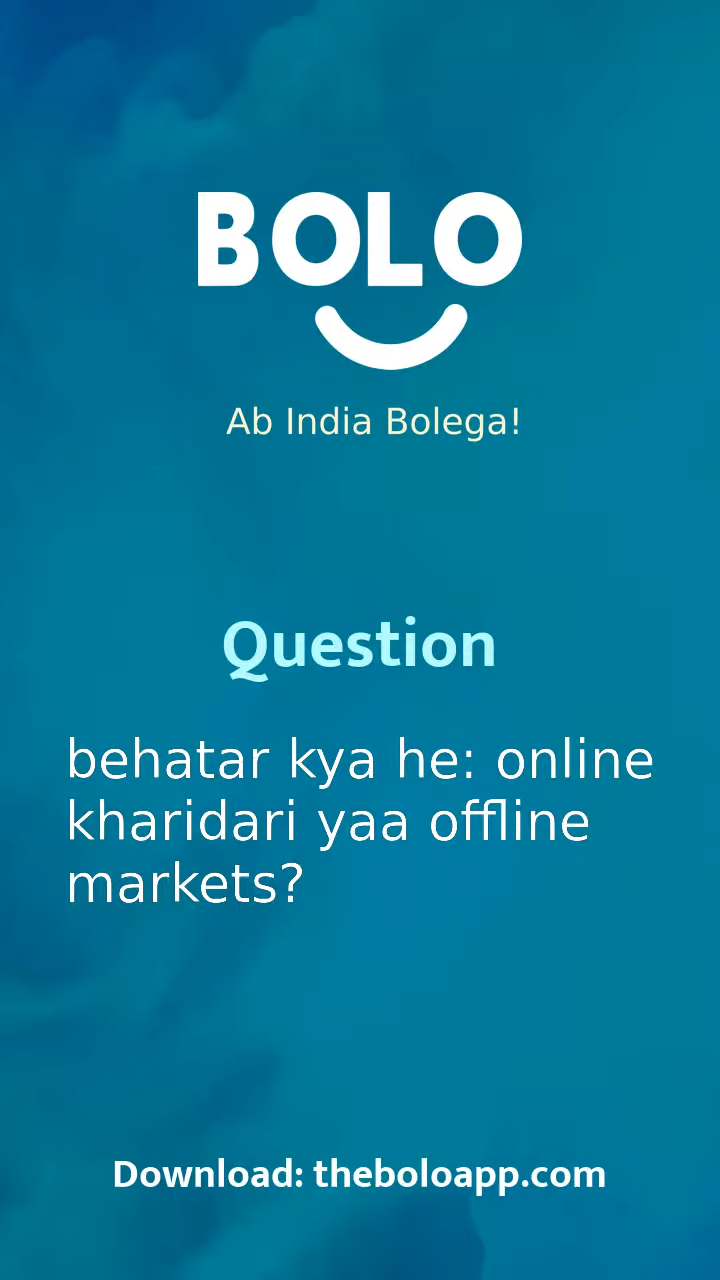 BOLO
Ab India Bolega!
Question
behatar kya he: online
kharidari yaa offline
markets?
Download: theboloapp.com